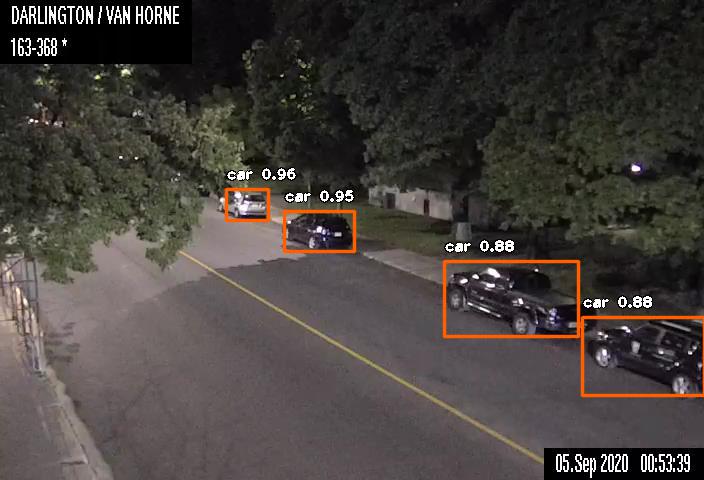 DARLINGTON / VAN HORNE
163-368 *
car 0.96
car 0.95
car 0.88
car 0.88
05.Sep 2020 00:53:39